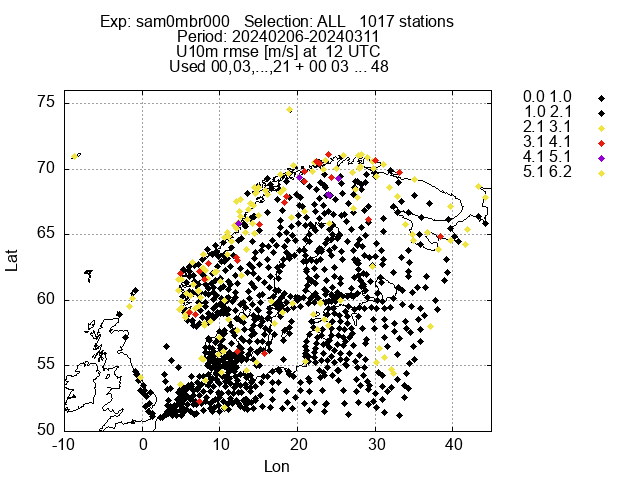 Exp: sam0mbr000   Selection: ALL   1017 stations
Period: 20240206-20240311
U10m rmse [m/s] at  12 UTC
Used 00,03,...,21 + 00 03 ... 48
0.0 1.0
1.0 2.1
2.1 3.1
3.1 4.1
4.1 5.1
5.1 6.2
75
70
65
60
55
50
Lat
-10 0 10 20 30 40
Lon